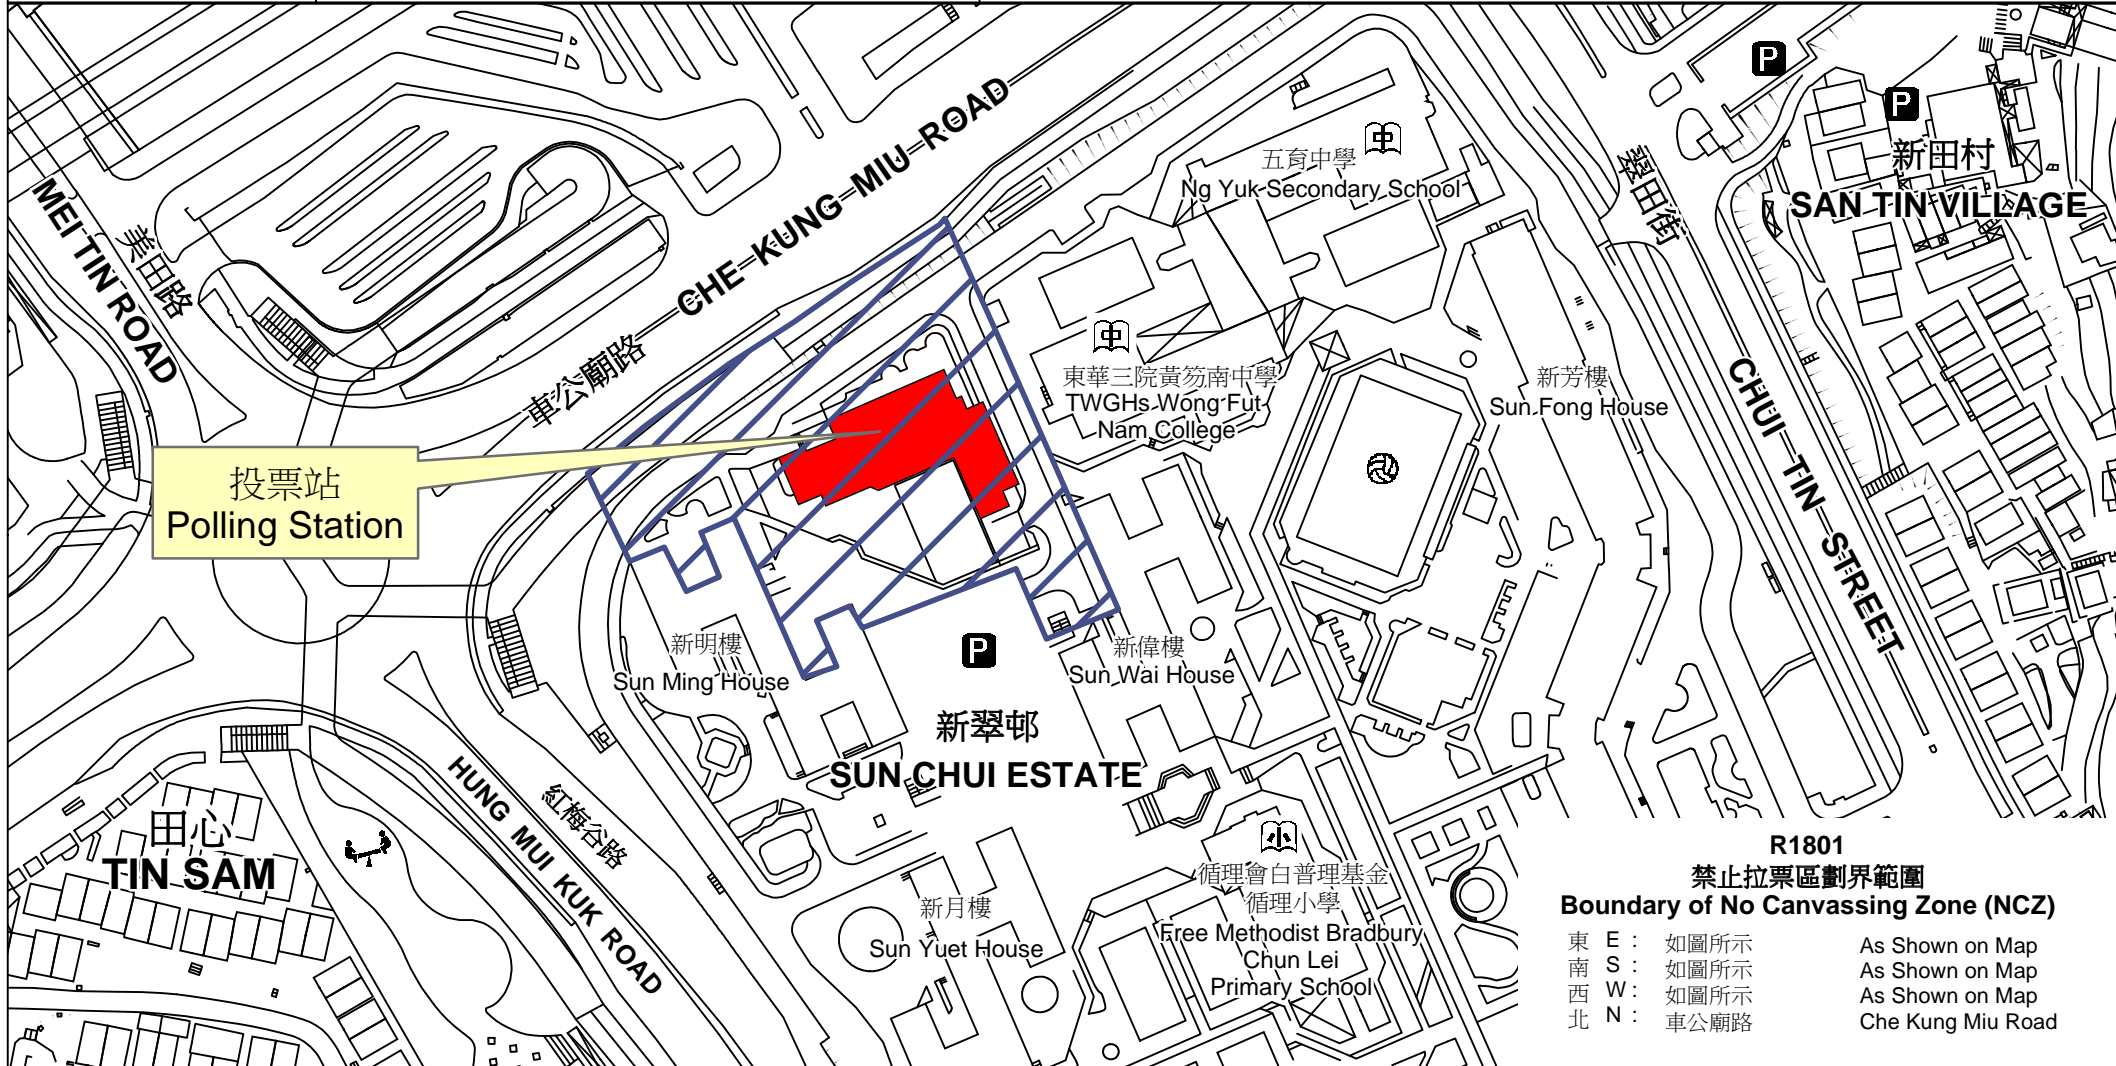 P
P
中
五育中學
Ng Yuk Secondary School
新田村
SAN TIN VILLAGE
翠田街
CHUI TIN STREET
美田路
MEI TIN ROAD
CHE KUNG MIU ROAD
車公廟路
中
東華三院黃笏南中學
TWGHs Wong Fut
Nam College
新芳樓
Sun Fong House
投票站
Polling Station
新明樓
Sun Ming House
P
新偉樓
Sun Wai House
新翠邨
SUN CHUI ESTATE
紅梅谷路
HUNG MUI KUK ROAD
田心
TIN SAM
新月樓
Sun Yuet House
小
循理會白普理基金
循理小學
Free Methodist Bradbury
Chun Lei
Primary School
R1801
禁止拉票區劃界範圍
Boundary of No Canvassing Zone (NCZ)
東 E : 如圖所示 As Shown on Map
南 S : 如圖所示 As Shown on Map
西 W : 如圖所示 As Shown on Map
北 N : 車公廟路 Che Kung Miu Road